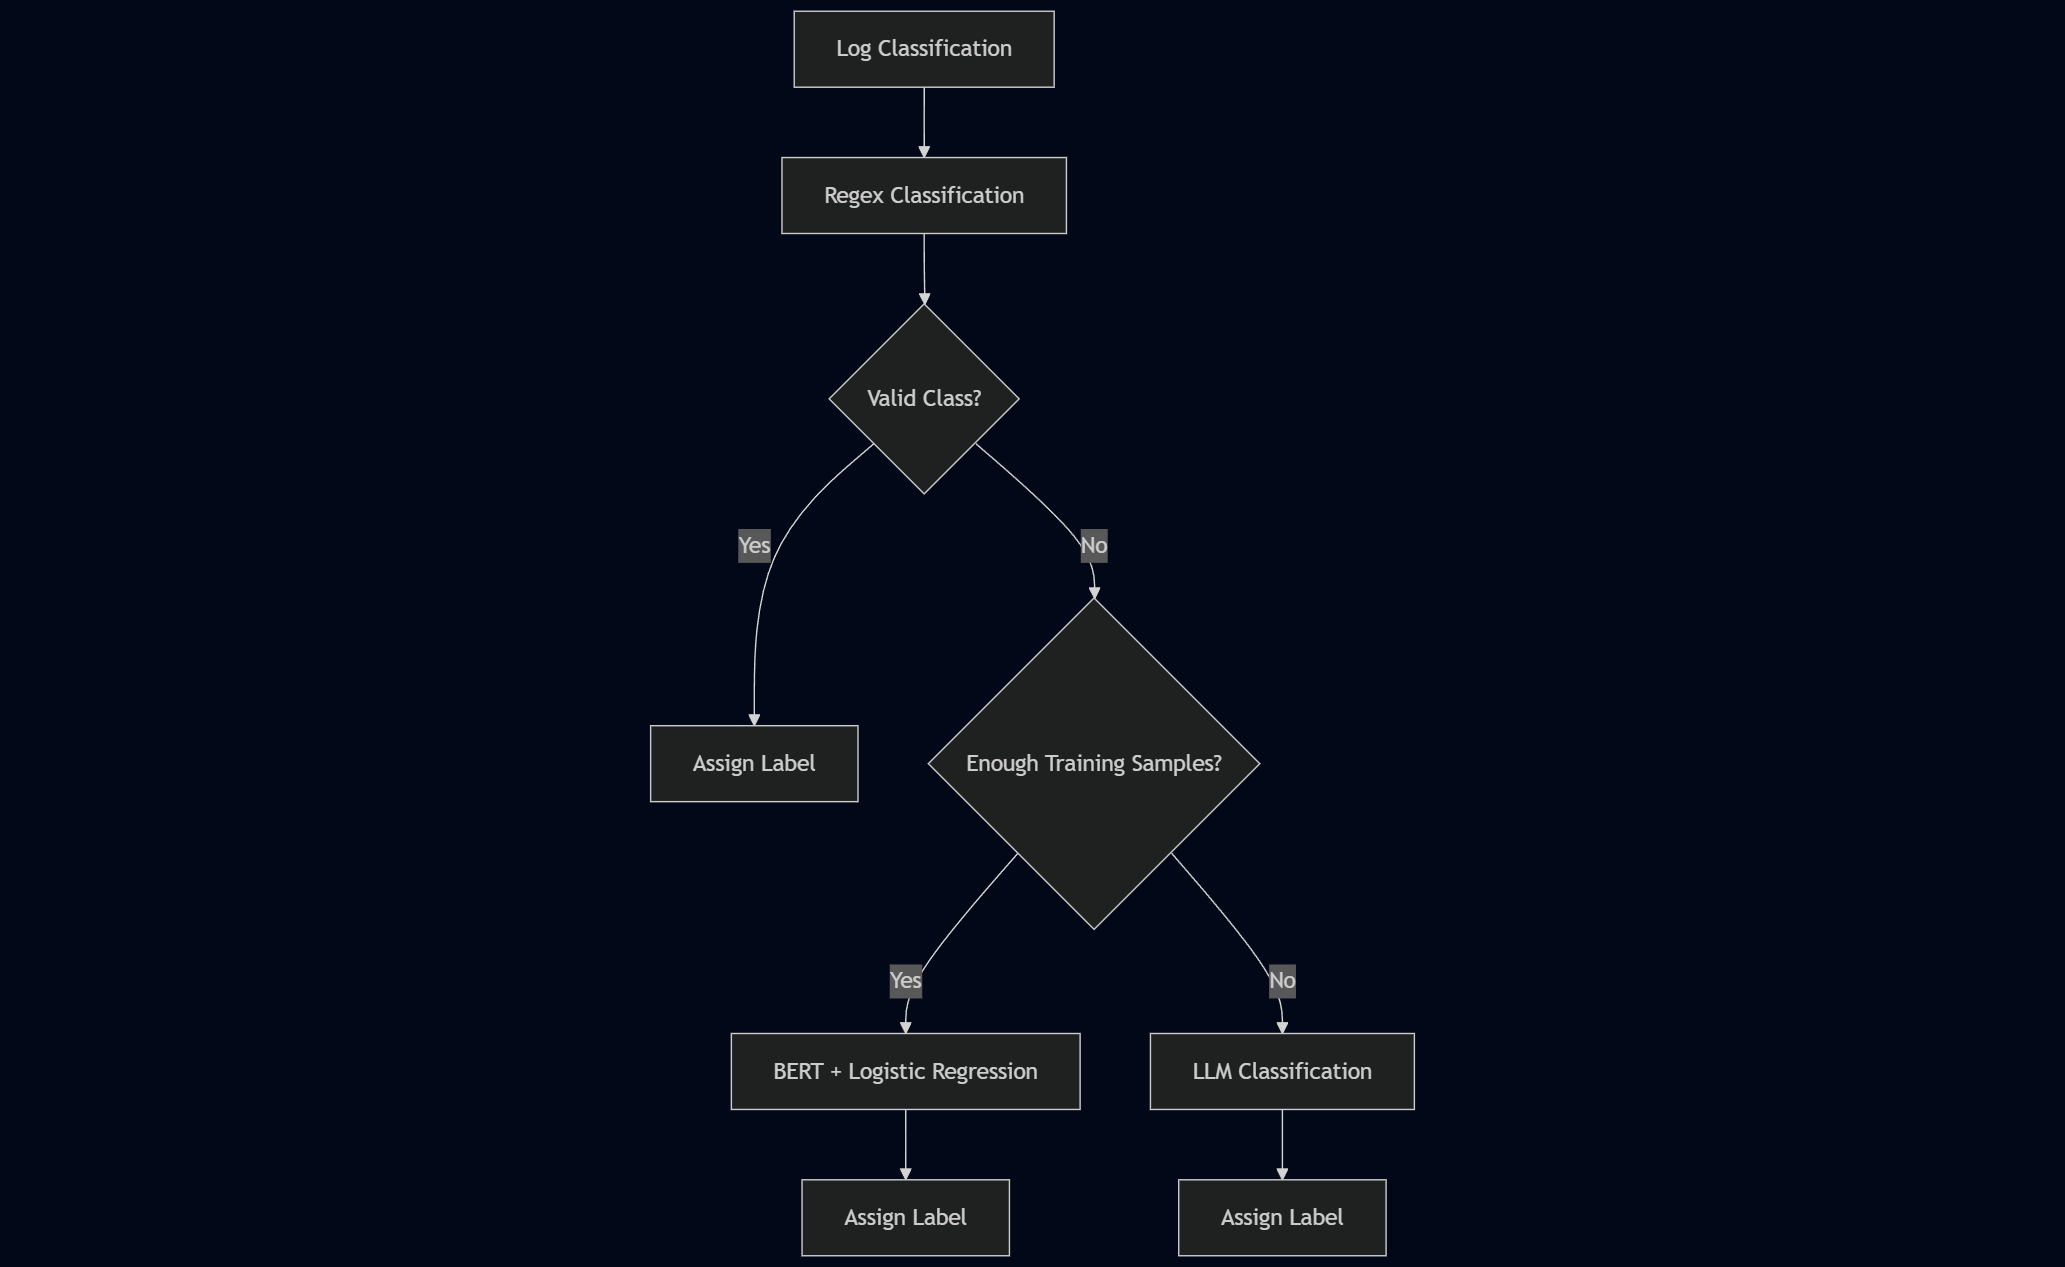 Log Classification
Regex Classification
Valid Class?
Yes
No
Assign Label
Enough Training Samples?
Yes
No
BERT + Logistic Regression
LLM Classification
Assign Label
Assign Label